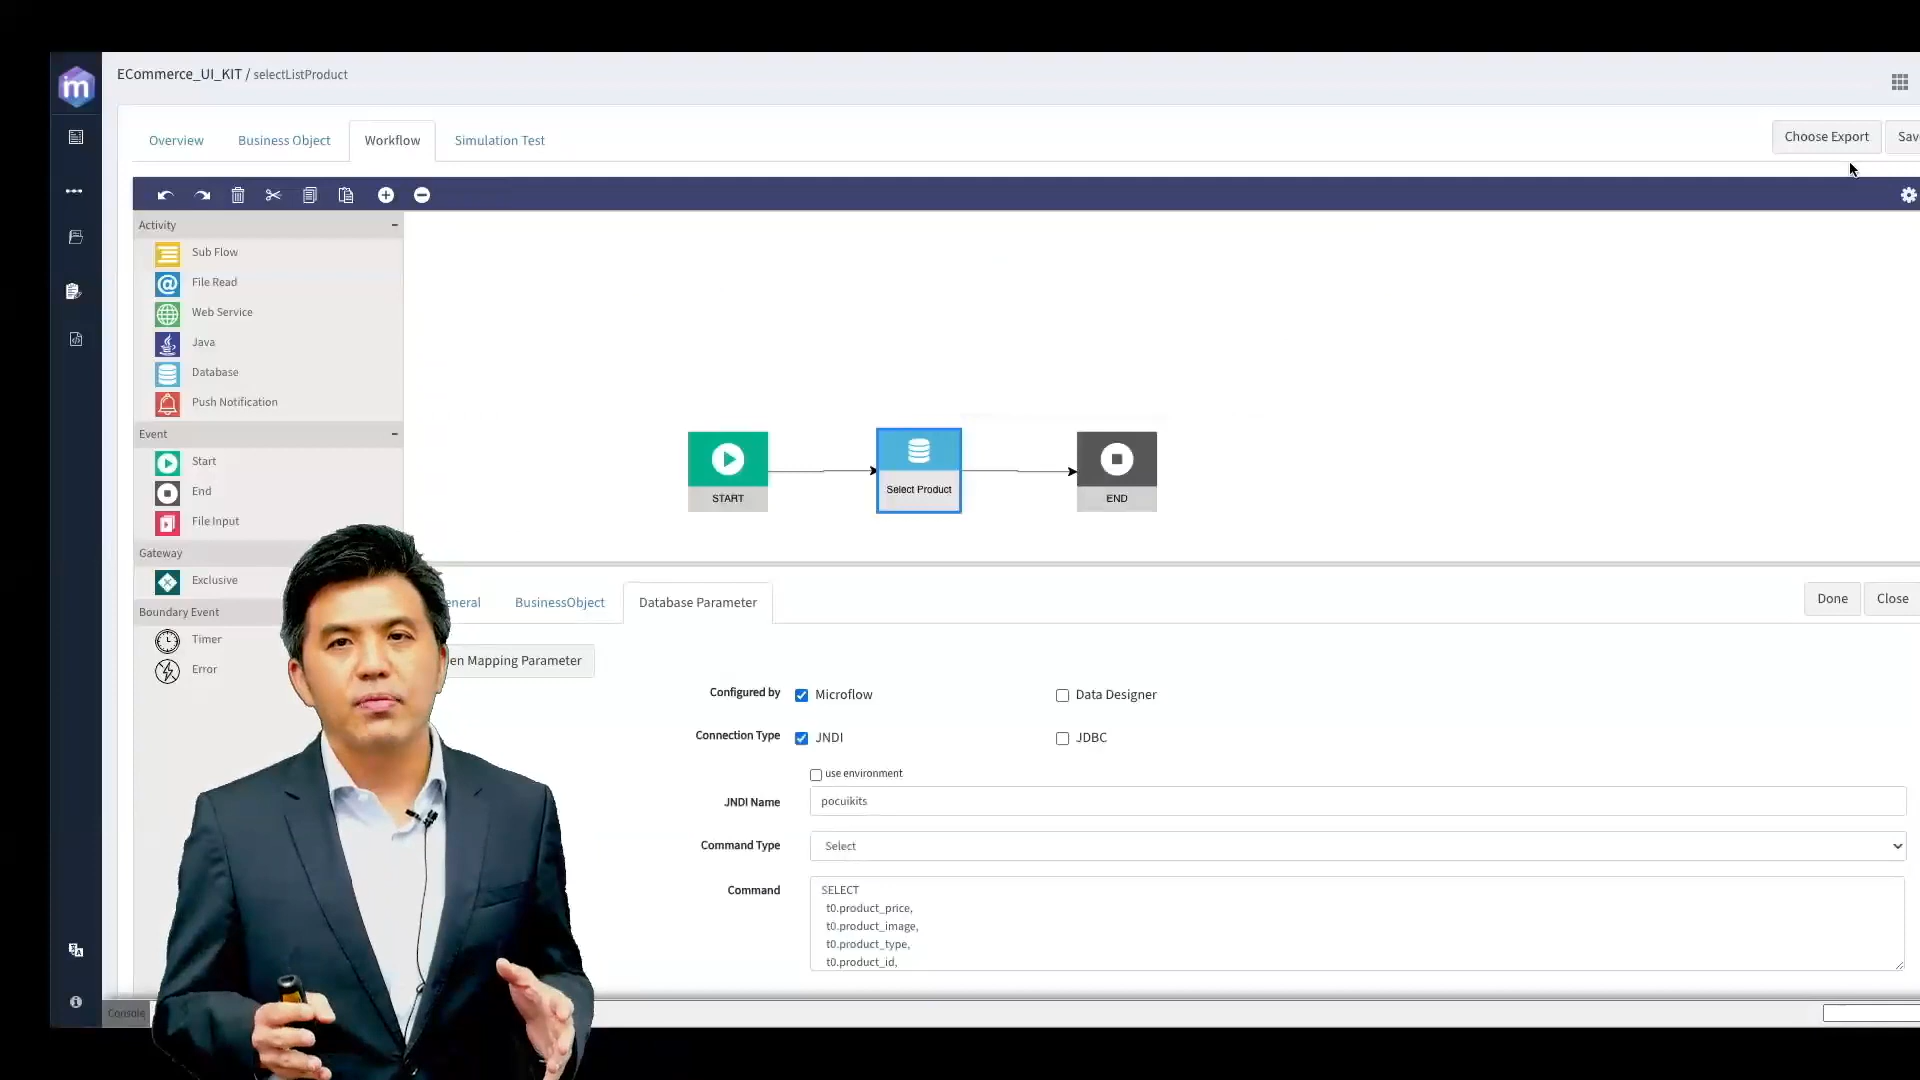 ECommerce_UI_KIT / selectListProduct
Overview
Business Object
Workflow
Simulation Test
Choose Export
Activity
Sub Flow
File Read
Web Service
Java
Database
Push Notification
Event
Start
End
File Input
Gateway
Exclusive
Boundary Event
Timer
Error
START
Select Product
END
BusinessObject
Database Parameter
Done
Close
Mapping Parameter
Configured by
Microflow
Data Designer
Connection Type
JNDI
JDBC
use environment
JNDI Name
pocuikits
Command Type
Select
Command
SELECT
t0.product_price,
t0.product_image,
t0.product_type,
t0.product_id,
Console